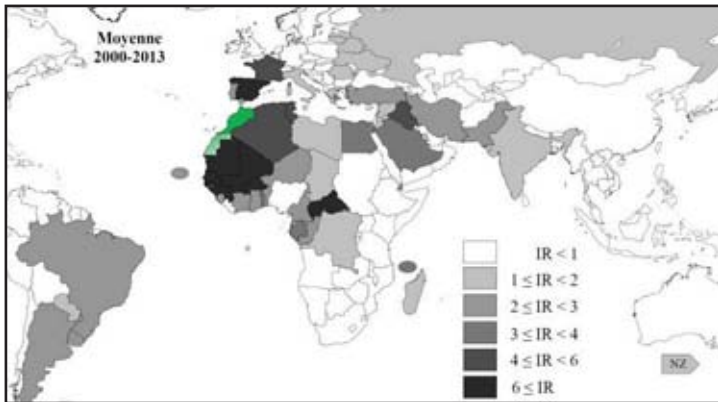 Moyenne
2000-2013
IR < 1
1 ≤ IR < 2
2 ≤ IR < 3
3 ≤ IR < 4
4 ≤ IR < 6
6 ≤ IR
NZ